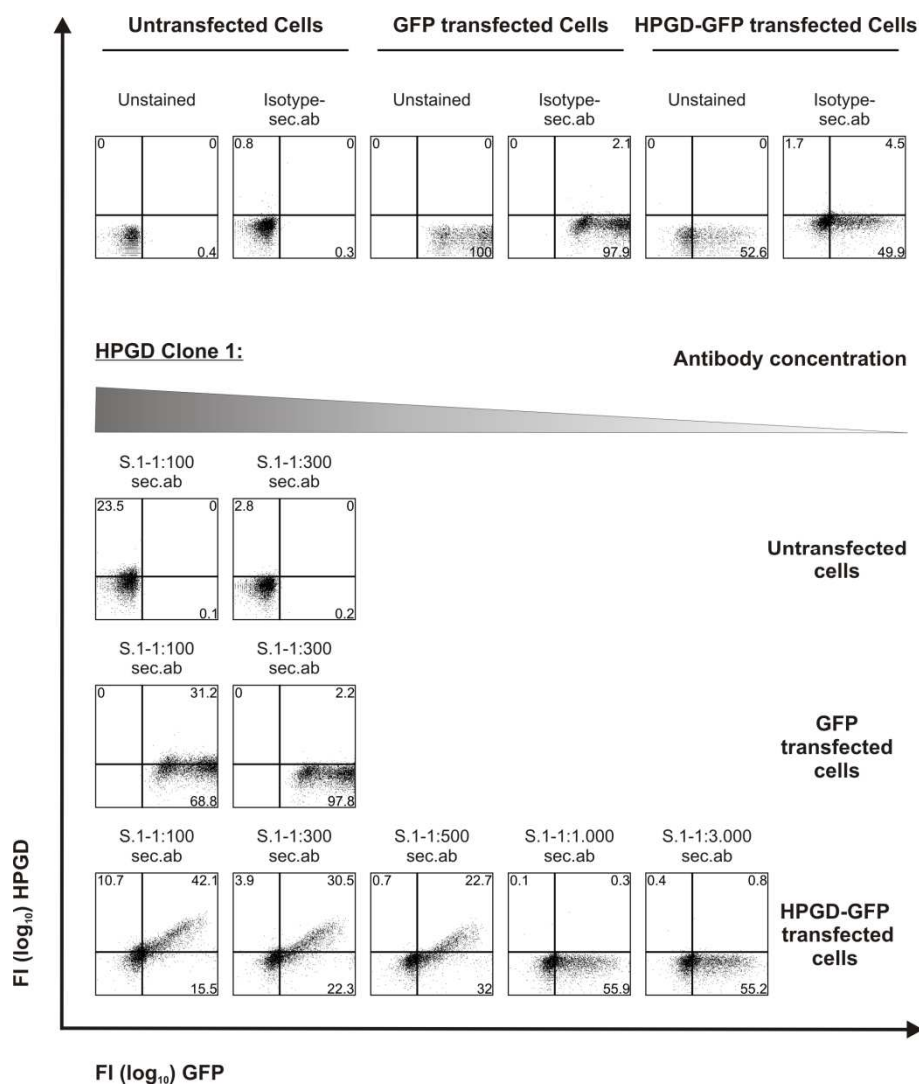 Untransfected Cells GFP transfected Cells HPGD-GFP transfected Cells
Unstained Isotype- Unstained Isotype- Unstained Isotype-
sec.ab sec.ab sec.ab
0 0 0.8 0 0 0 0 2.1 0 0 1.7 4.5
0.4 0.3 100 97.9 52.6 49.9
HPGD Clone 1: Antibody concentration
S.1-1:100 S.1-1:300
sec.ab sec.ab
23.5 0 2.8 0
Untransfected
cells
0.1 0.2
S.1-1:100 S.1-1:300
sec.ab sec.ab
0 31.2 0 2.2
GFP
transfected
cells
68.8 97.8
S.1-1:100 S.1-1:300 S.1-1:500 S.1-1:1.000 S.1-1:3.000
sec.ab sec.ab sec.ab sec.ab sec.ab
10.7 42.1 3.9 30.5 0.7 22.7 0.1 0.3 0.4 0.8
HPGD-GFP
transfected
cells
15.5 22.3 32 55.9 55.2
FI (log₁₀) HPGD
FI (log₁₀) GFP